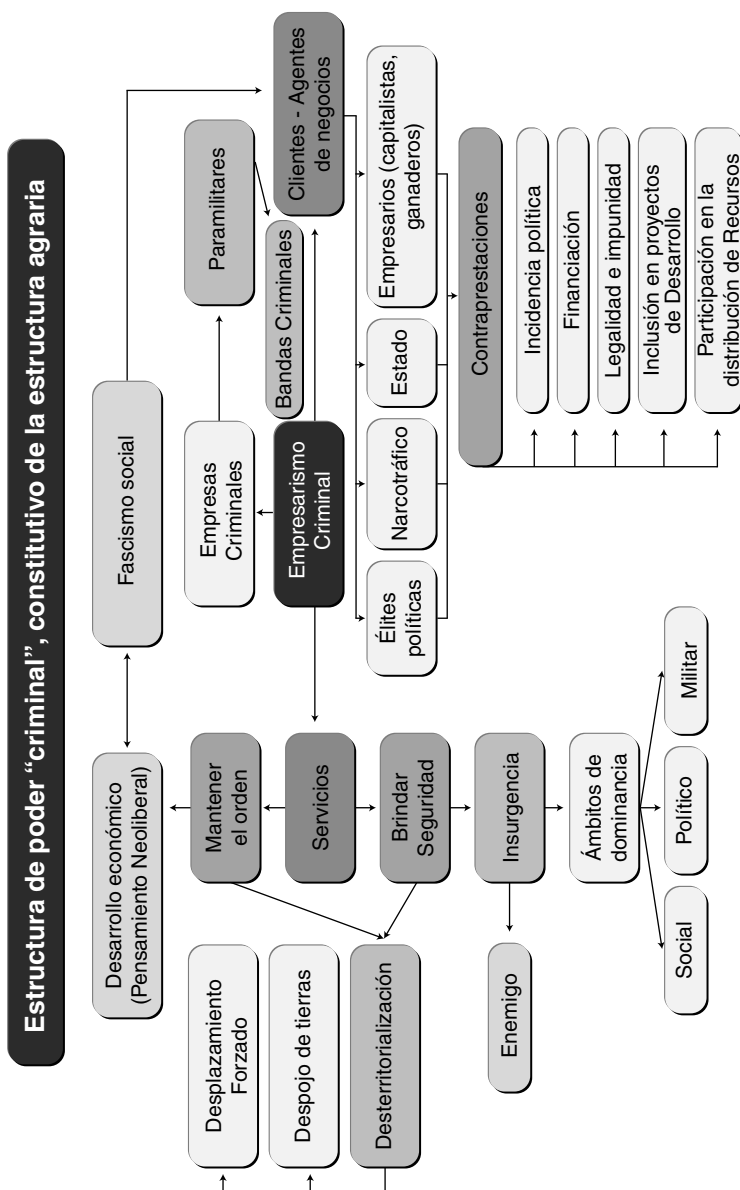 Estructura de poder “criminal”, constitutivo de la estructura agraria
Desarrollo económico
(Pensamiento Neoliberal)
Fascismo social
Desplazamiento
Forzado
Mantener
el orden
Empresas
Criminales
Paramilitares
Bandas Criminales
Despojo de tierras
Servicios
Empresarismo
Criminal
Clientes - Agentes
de negocios
Desterritorialización
Brindar
Seguridad
Élites
políticas
Narcotráfico
Estado
Empresarios (capitalistas,
ganaderos)
Enemigo
Insurgencia
Contraprestaciones
Ámbitos de
dominancia
Incidencia política
Financiación
Legalidad e impunidad
Inclusión en proyectos
de Desarrollo
Participación en la
distribución de Recursos
Social
Político
Militar